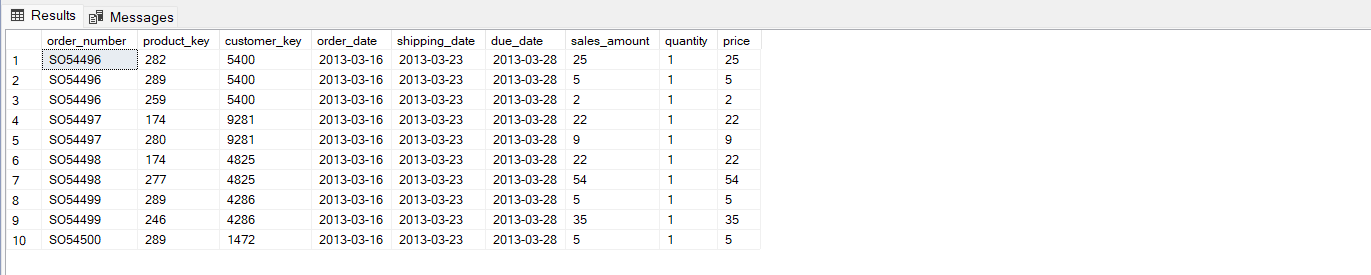 Results Messages
order_number product_key customer_key order_date shipping_date due_date sales_amount quantity price
1 SO54496 282 5400 2013-03-16 2013-03-23 2013-03-28 25 1 25
2 SO54496 289 5400 2013-03-16 2013-03-23 2013-03-28 5 1 5
3 SO54496 259 5400 2013-03-16 2013-03-23 2013-03-28 2 1 2
4 SO54497 174 9281 2013-03-16 2013-03-23 2013-03-28 22 1 22
5 SO54497 280 9281 2013-03-16 2013-03-23 2013-03-28 9 1 9
6 SO54498 174 4825 2013-03-16 2013-03-23 2013-03-28 22 1 22
7 SO54498 277 4825 2013-03-16 2013-03-23 2013-03-28 54 1 54
8 SO54499 289 4286 2013-03-16 2013-03-23 2013-03-28 5 1 5
9 SO54499 246 4286 2013-03-16 2013-03-23 2013-03-28 35 1 35
10 SO54500 289 1472 2013-03-16 2013-03-23 2013-03-28 5 1 5